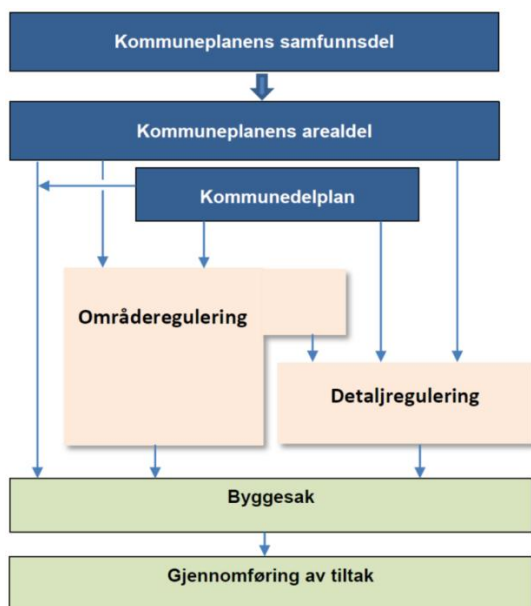 Kommuneplanens samfunnsdel
Kommuneplanens arealdel
Kommunedelplan
Områderegulering
Detaljregulering
Byggesak
Gjennomføring av tiltak